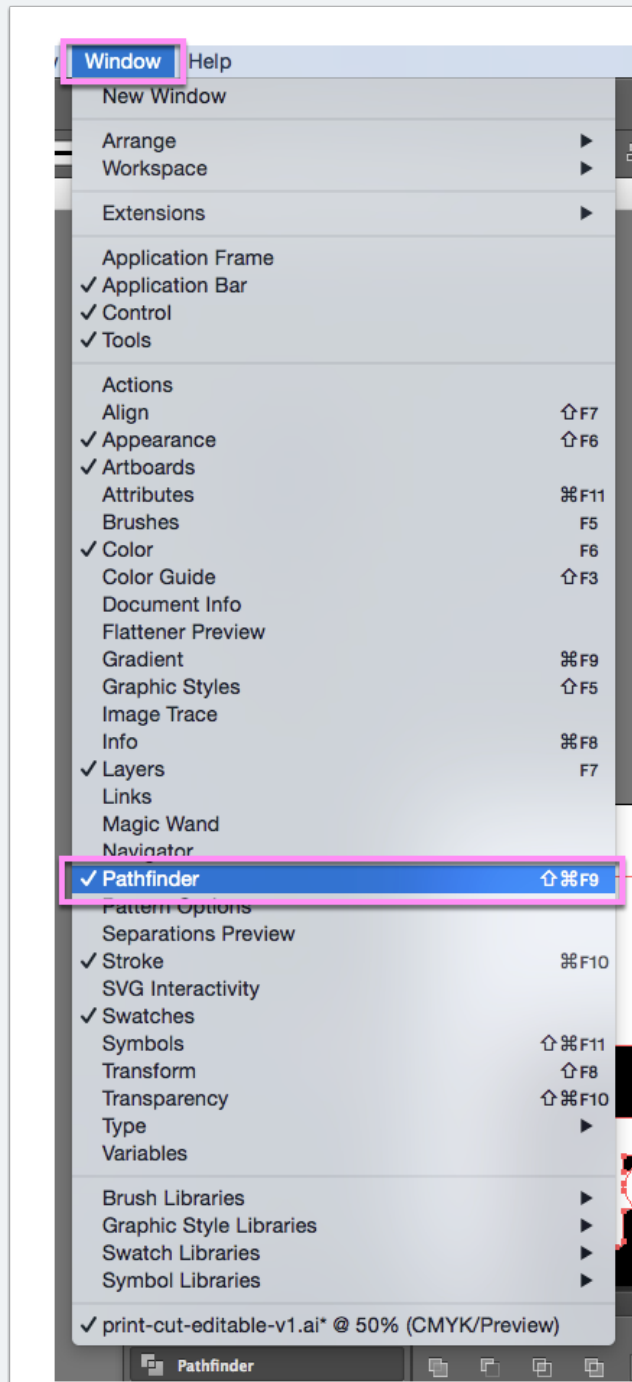 Window Help
New Window
Arrange ▶
Workspace ▶
Extensions ▶
Application Frame
✓ Application Bar
✓ Control
✓ Tools
Actions
Align ⇧F7
✓ Appearance ⇧F6
✓ Artboards
Attributes ⌘F11
Brushes F5
✓ Color F6
Color Guide ⇧F3
Document Info
Flattener Preview
Gradient ⌘F9
Graphic Styles ⇧F5
Image Trace
Info ⌘F8
✓ Layers F7
Links
Magic Wand
Navigator
✓ Pathfinder ⇧⌘F9
Pattern Options
Separations Preview
✓ Stroke ⌘F10
SVG Interactivity
✓ Swatches
Symbols ⇧⌘F11
Transform ⇧F8
Transparency ⇧⌘F10
Type ▶
Variables
Brush Libraries ▶
Graphic Style Libraries ▶
Swatch Libraries ▶
Symbol Libraries ▶
✓ print-cut-editable-v1.ai* @ 50% (CMYK/Preview)
Pathfinder